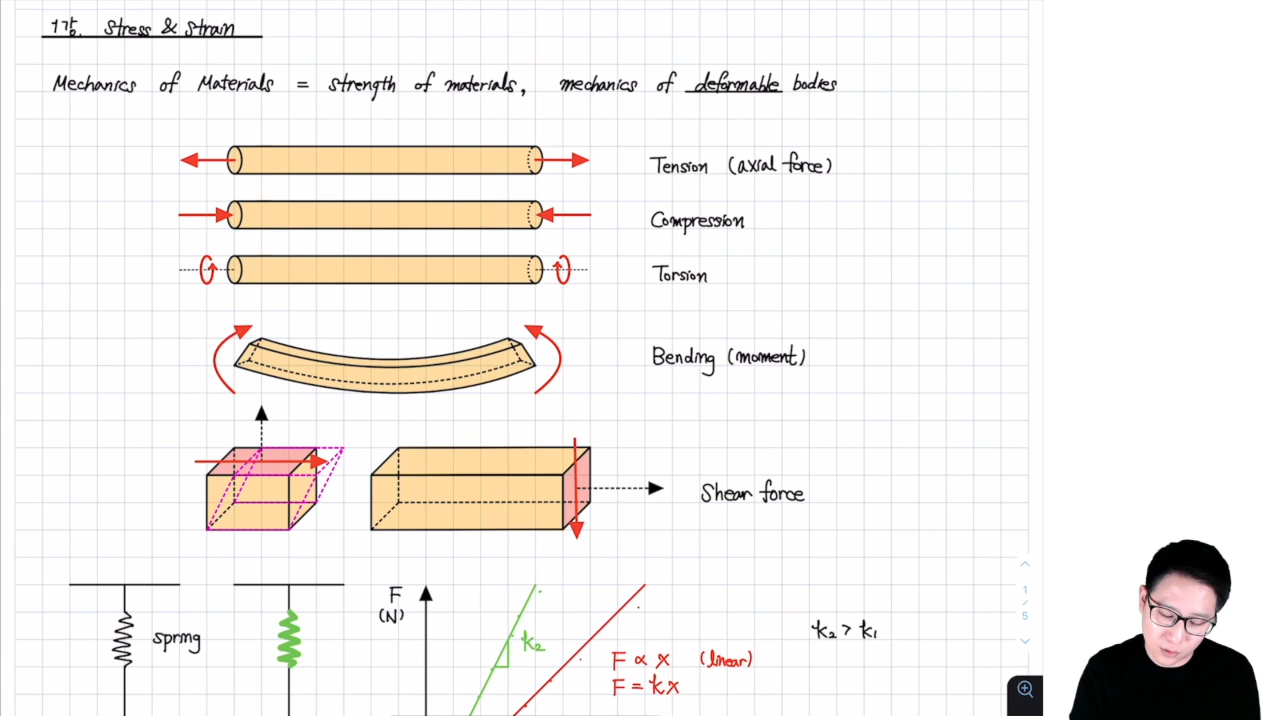 Stress & Strain
Mechanics of Materials = strength of materials, mechanics of deformable bodies
Tension (axial force)
Compression
Torsion
Bending (moment)
Shear force
spring
F
(N)
k₂
F ∝ x (linear)
F = kx
k₂ > k₁
1
/
5